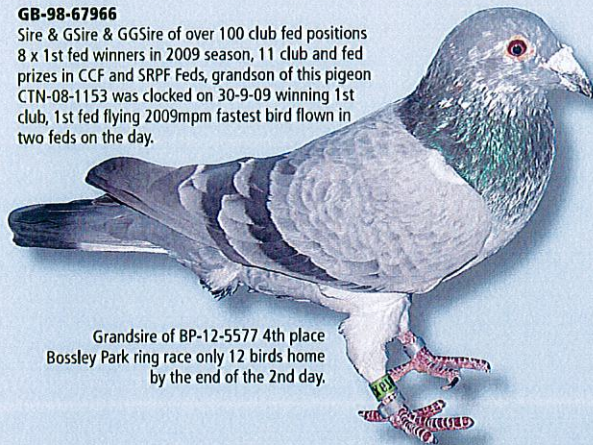 GB-98-67966
Sire & GSire & GGSire of over 100 club fed positions
8 x 1st fed winners in 2009 season, 11 club and fed
prizes in CCF and SRPF Feds, grandson of this pigeon
CTN-08-1153 was clocked on 30-9-09 winning 1st
club, 1st fed flying 2009mpm fastest bird flown in
two feds on the day.
Grandsire of BP-12-5577 4th place
Bossley Park ring race only 12 birds home
by the end of the 2nd day.